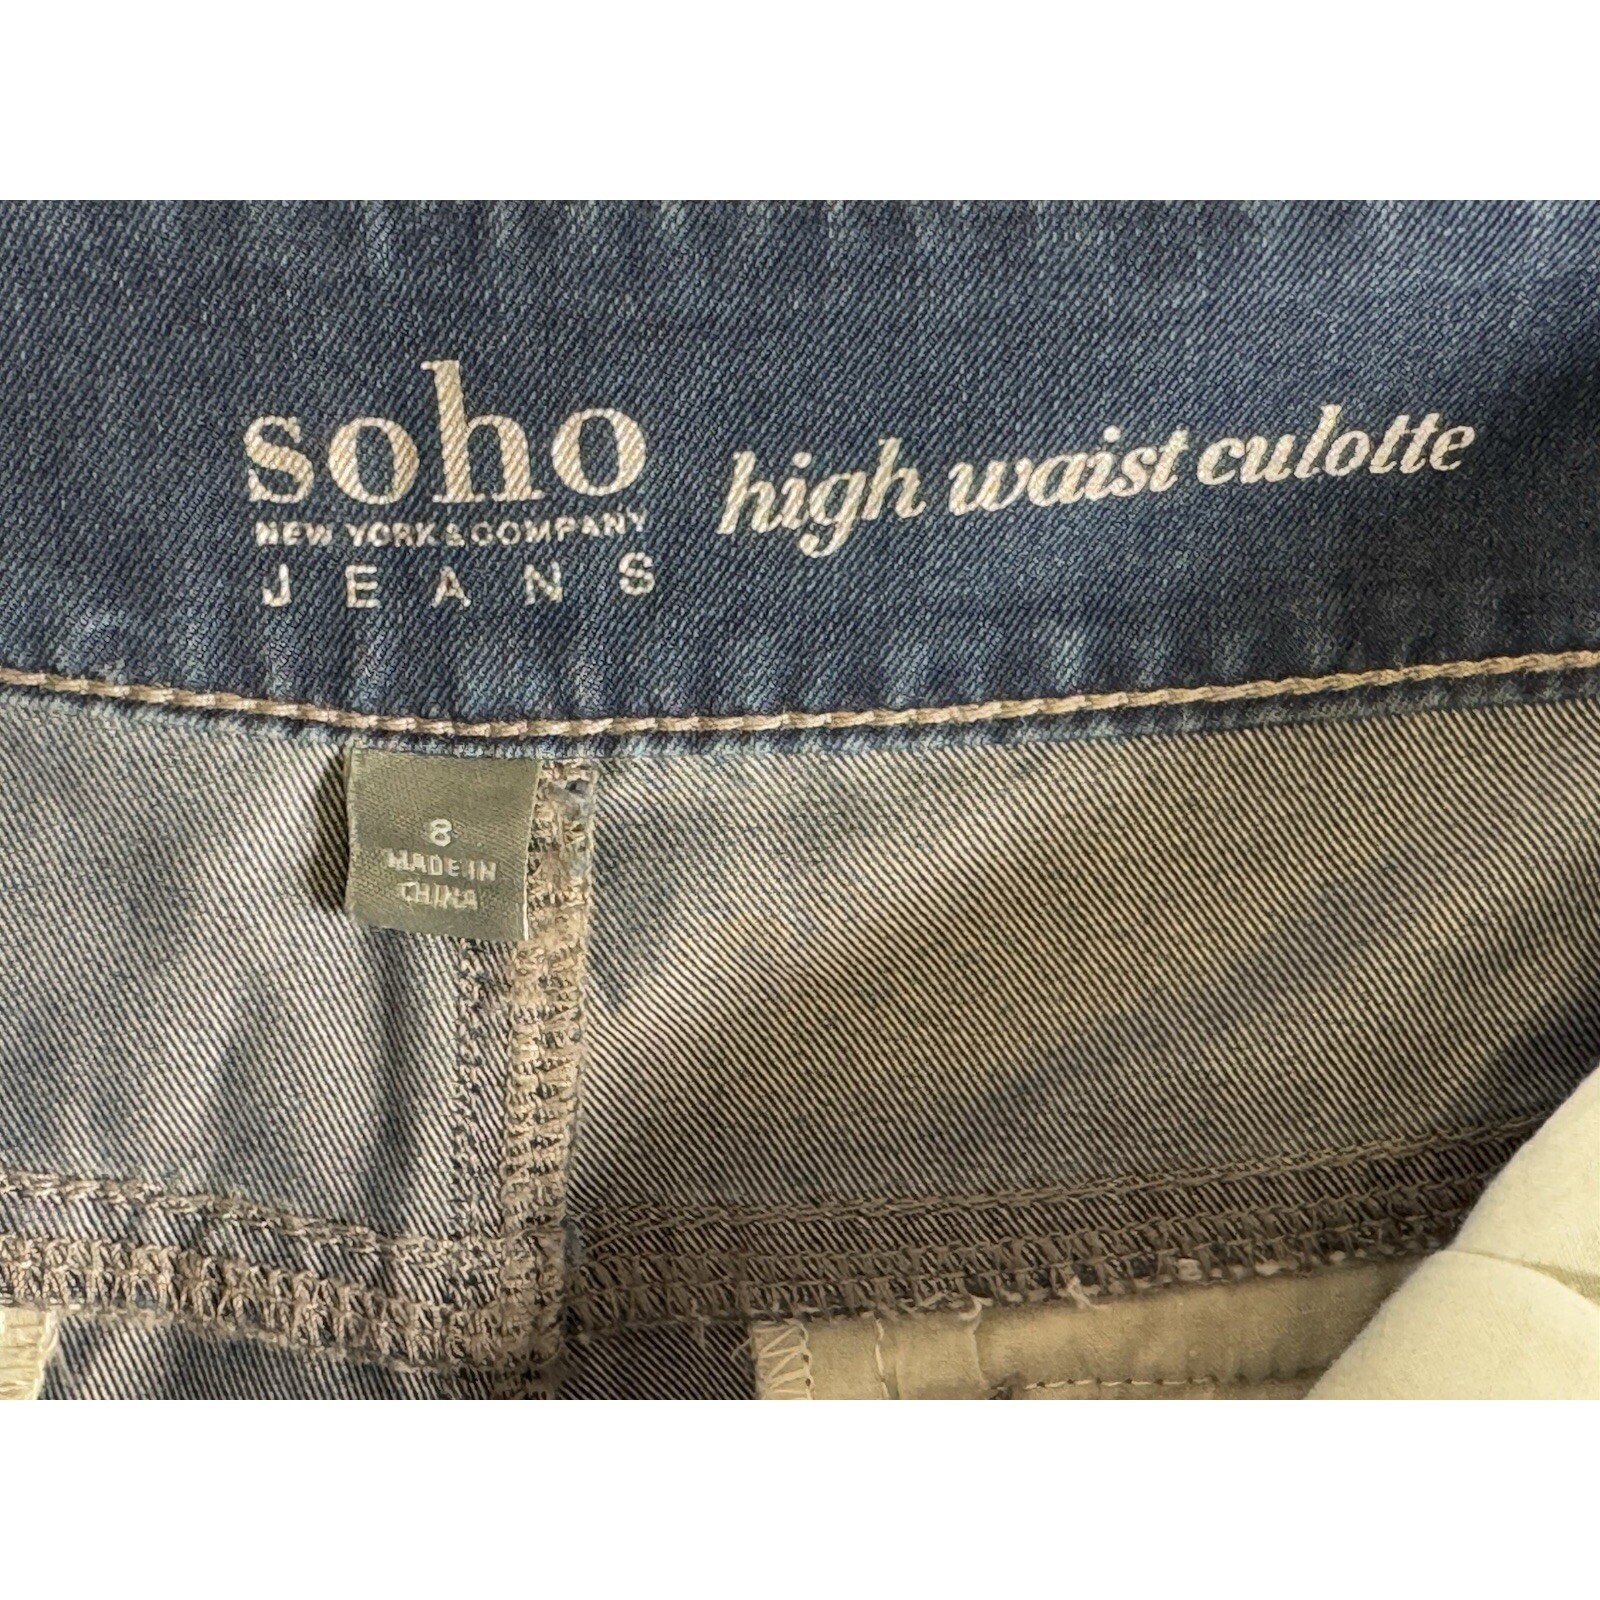 soho
NEW YORK & COMPANY
JEANS
high waist culotte
8
MADE IN
CHINA